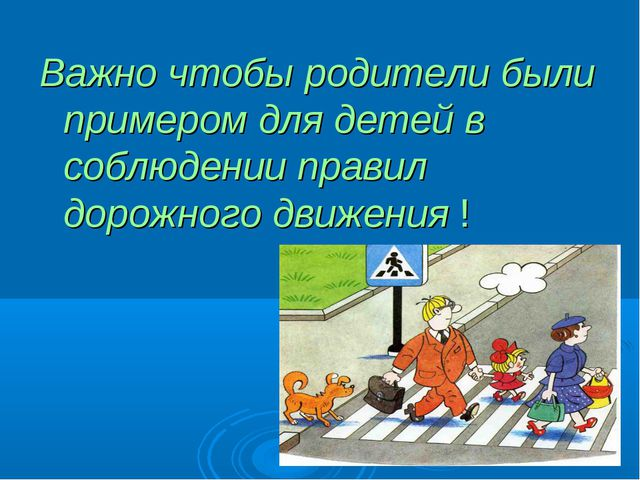 Важно чтобы родители были
примером для детей в
соблюдении правил
дорожного движения !